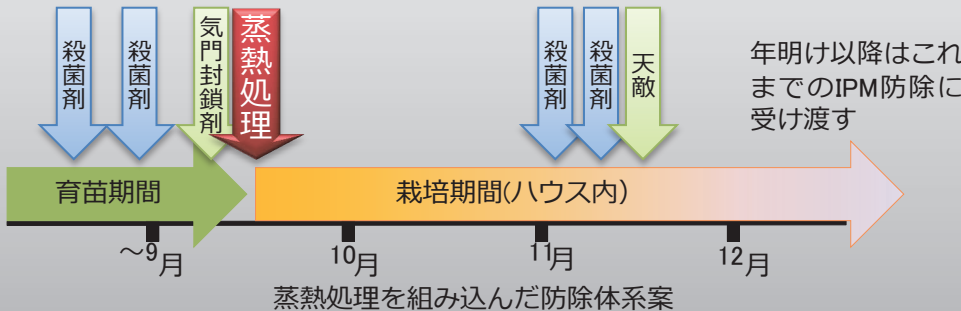 殺菌剤
殺菌剤
気門封鎖剤
蒸熱処理
殺菌剤
殺菌剤
天敵
年明け以降はこれ
までのIPM防除に
受け渡す
育苗期間
栽培期間(ハウス内)
～9月
10月
11月
12月
蒸熱処理を組み込んだ防除体系案